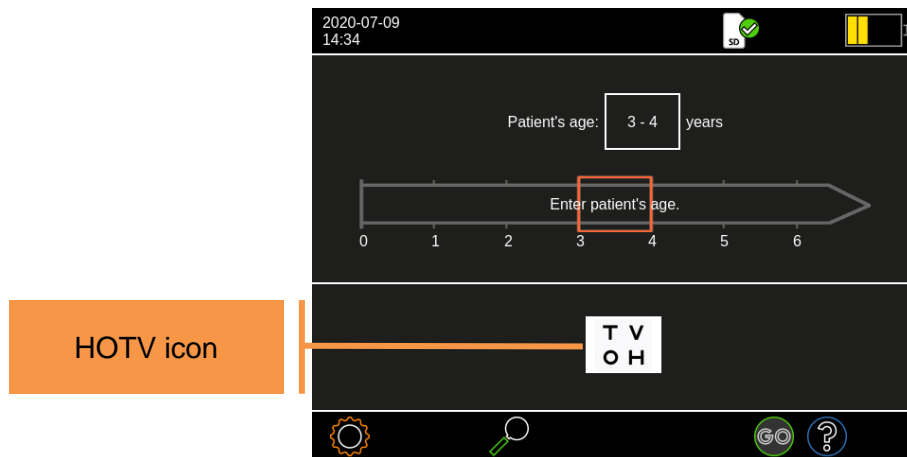 2020-07-09
14:34
SD
Patient's age: 3 - 4 years
Enter patient's age.
0 1 2 3 4 5 6
HOTV icon
T V
O H
GO ?